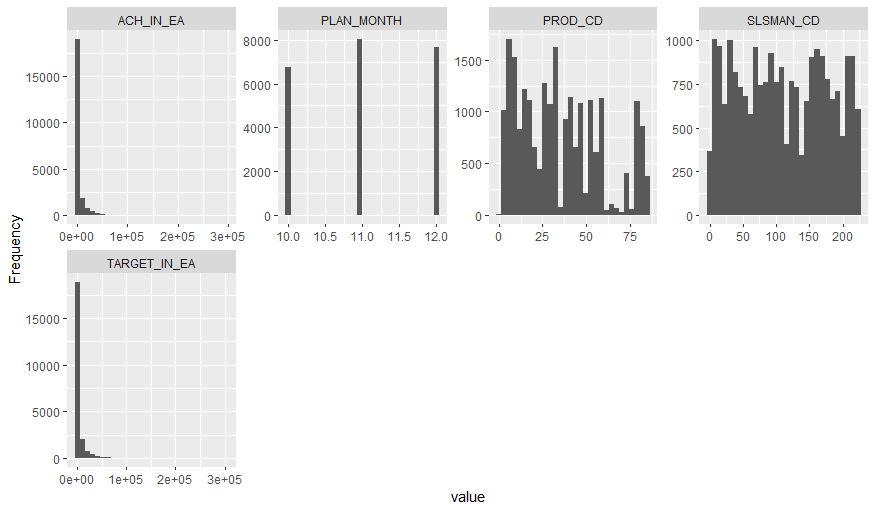 ACH_IN_EA PLAN_MONTH PROD_CD SLSMAN_CD
15000
10000
5000
0
0e+00 1e+05 2e+05 3e+05
8000
6000
4000
2000
0
10.0 10.5 11.0 11.5 12.0
1500
1000
500
0
0 25 50 75
1000
750
500
250
0
0 50 100 150 200
TARGET_IN_EA
15000
10000
5000
0
0e+00 1e+05 2e+05 3e+05
Frequency
value